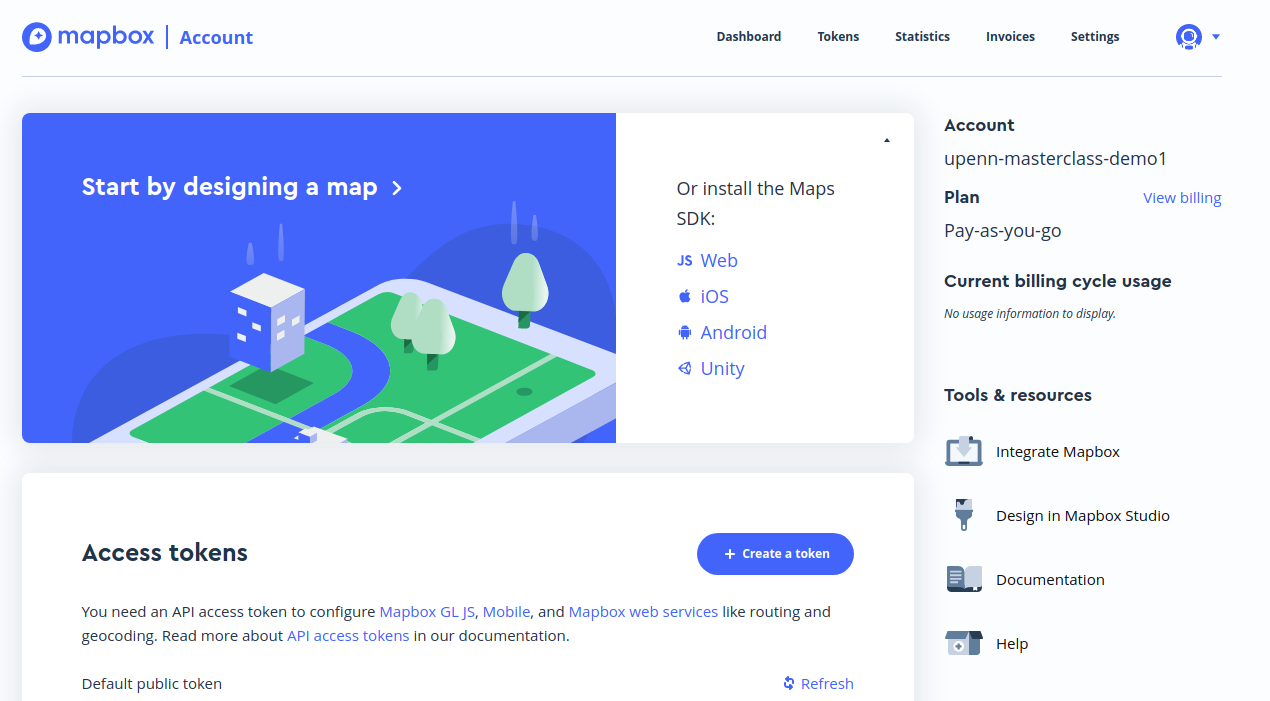 mapbox | Account
Dashboard
Tokens
Statistics
Invoices
Settings
Start by designing a map
Or install the Maps
SDK:
JS Web
iOS
Android
Unity
Account
upenn-masterclass-demo1
Plan
View billing
Pay-as-you-go
Current billing cycle usage
No usage information to display.
Tools & resources
Integrate Mapbox
Design in Mapbox Studio
Documentation
Help
Access tokens
+ Create a token
You need an API access token to configure Mapbox GL JS, Mobile, and Mapbox web services like routing and
geocoding. Read more about API access tokens in our documentation.
Default public token
Refresh